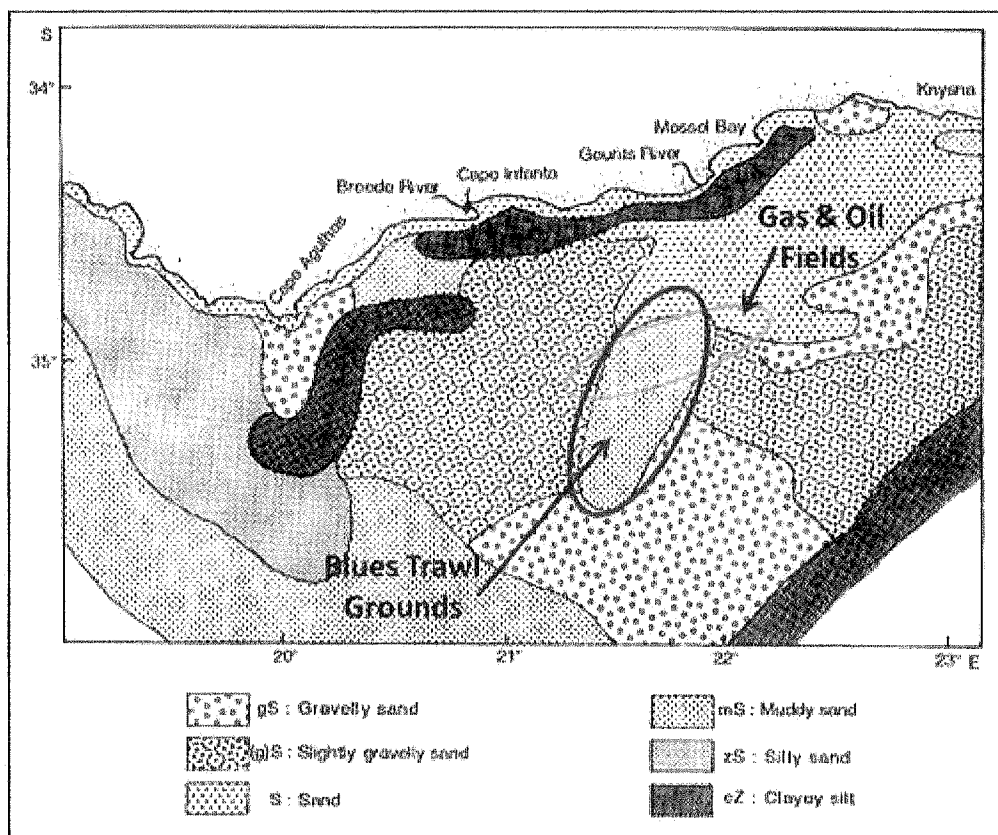 S
34°
Knysna
Mossel Bay
Gouritz River
Cape Infanta
Breede River
Cape Agulhas
Gas & Oil
Fields
35°
Blues Trawl
Grounds
20°
21°
22°
23° E
gS : Gravelly sand
(g)S : Slightly gravelly sand
S : Sand
mS : Muddy sand
zS : Silty sand
cZ : Clayey silt